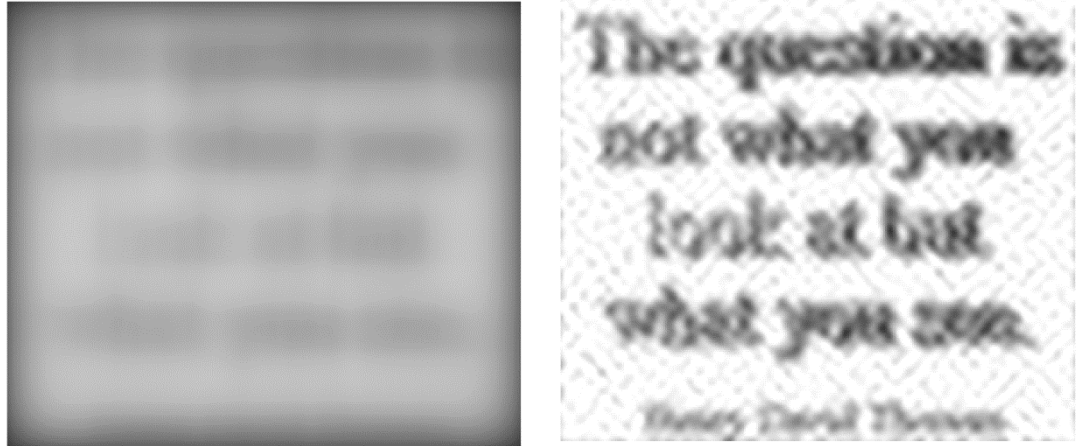 The question is
not what you
look at but
what you see.
Henry David Thoreau